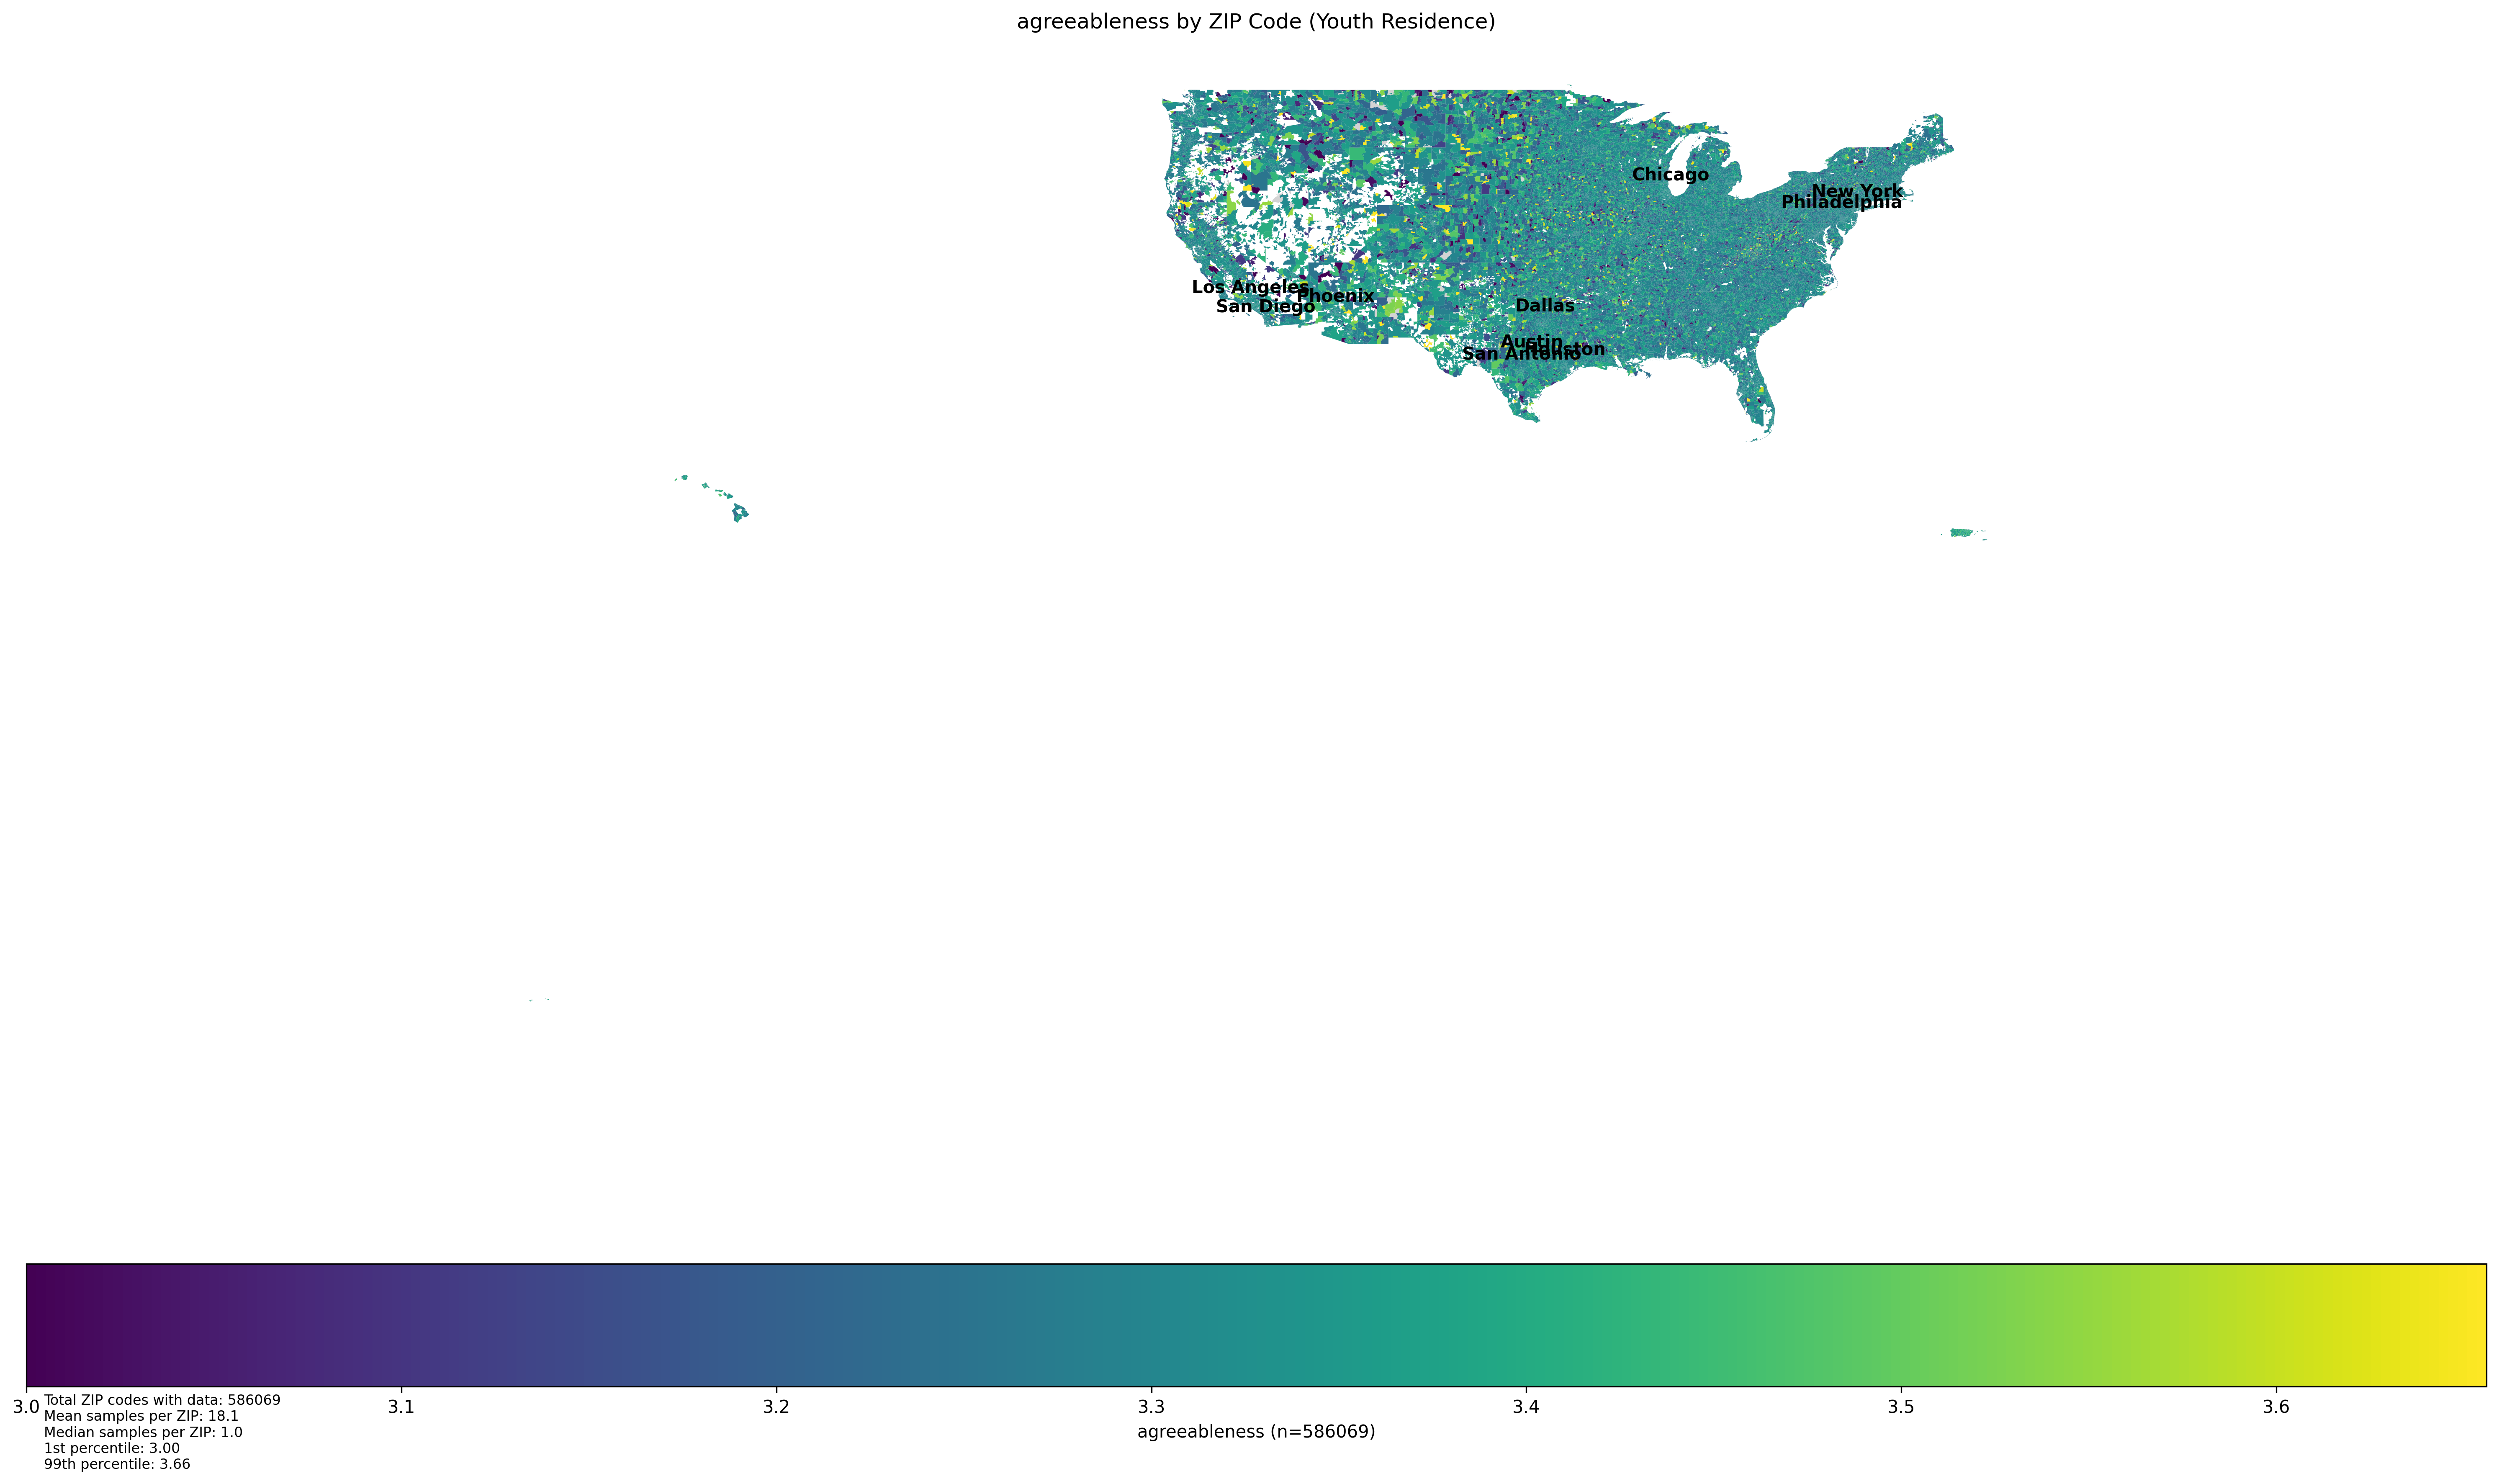 agreeableness by ZIP Code (Youth Residence)
Chicago
New York
Philadelphia
Los Angeles
Phoenix
San Diego
Dallas
Austin
Houston
San Antonio
3.0 3.1 3.2 3.3 3.4 3.5 3.6
agreeableness (n=586069)
Total ZIP codes with data: 586069
Mean samples per ZIP: 18.1
Median samples per ZIP: 1.0
1st percentile: 3.00
99th percentile: 3.66